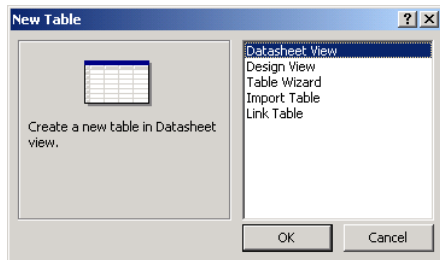 New Table
Create a new table in Datasheet
view.
Datasheet View
Design View
Table Wizard
Import Table
Link Table
OK
Cancel